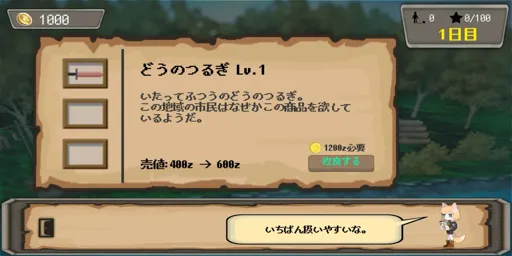 1000
0
0/100
1日目
どうのつるぎ Lv.1
いたってふつうのどうのつるぎ。
この地域の市民はなぜかこの商品を欲して
いるようだ。
1200z必要
売値:400z → 600z
改良する
いちばん扱いやすいな。